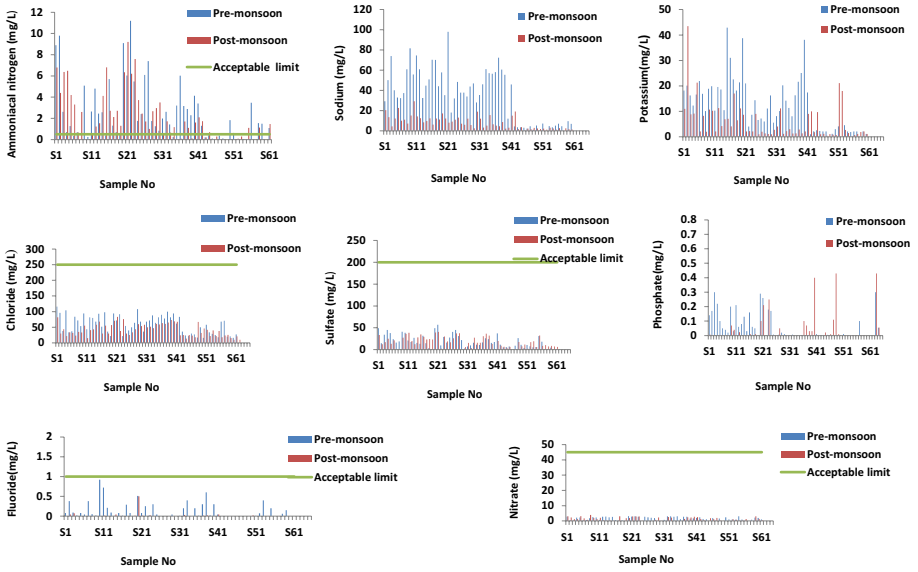 Ammoniacal nitrogen (mg/L)
12
10
8
6
4
2
0
Pre-monsoon
Post-monsoon
Acceptable limit
S1 S11 S21 S31 S41 S51 S61
Sample No
Sodium (mg/L)
120
100
80
60
40
20
0
Pre-monsoon
Post-monsoon
S1 S11 S21 S31 S41 S51 S61
Sample No
Potassium(mg/L)
50
40
30
20
10
0
Pre-monsoon
Post-monsoon
S1 S11 S21 S31 S41 S51 S61
Sample No
Chloride (mg/L)
300
250
200
150
100
50
0
Pre-monsoon
Post-monsoon
Acceptable limit
S1 S11 S21 S31 S41 S51 S61
Sample No
Sulfate (mg/L)
250
200
150
100
50
0
Pre-monsoon
Post-monsoon
Acceptable limit
S1 S11 S21 S31 S41 S51 S61
Sample No
Phosphate(mg/L)
0.8
0.6
0.4
0.2
0
Pre-monsoon
Post-monsoon
S1 S11 S21 S31 S41 S51 S61
Sample No
Fluoride(mg/L)
2
1.5
1
0.5
0
Pre-monsoon
Post-monsoon
Acceptable limit
S1 S11 S21 S31 S41 S51 S61
Sample No
Nitrate (mg/L)
50
40
30
20
10
0
Pre-monsoon
Post-monsoon
Acceptable limit
S1 S11 S21 S31 S41 S51 S61
Sample No